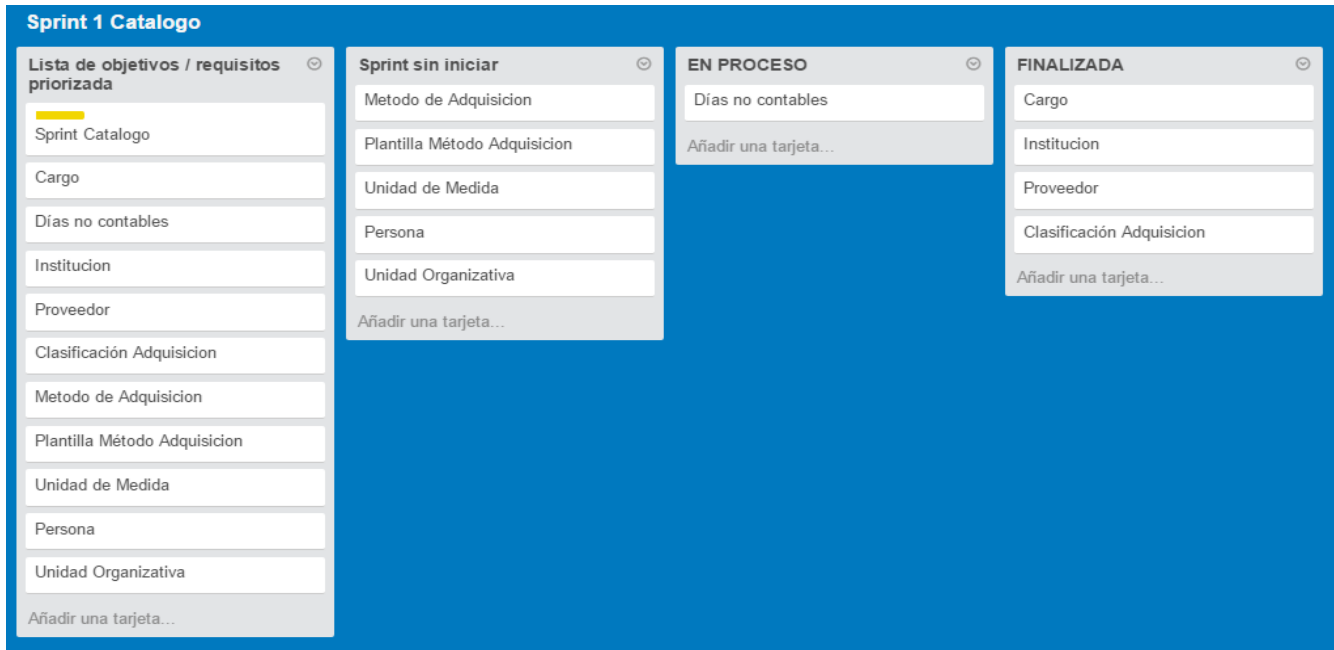 Sprint 1 Catalogo
Lista de objetivos / requisitos
priorizada
Sprint Catalogo
Cargo
Días no contables
Institucion
Proveedor
Clasificación Adquisicion
Metodo de Adquisicion
Plantilla Método Adquisicion
Unidad de Medida
Persona
Unidad Organizativa
Añadir una tarjeta...
Sprint sin iniciar
Metodo de Adquisicion
Plantilla Método Adquisicion
Unidad de Medida
Persona
Unidad Organizativa
Añadir una tarjeta...
EN PROCESO
Días no contables
Añadir una tarjeta...
FINALIZADA
Cargo
Institucion
Proveedor
Clasificación Adquisicion
Añadir una tarjeta...